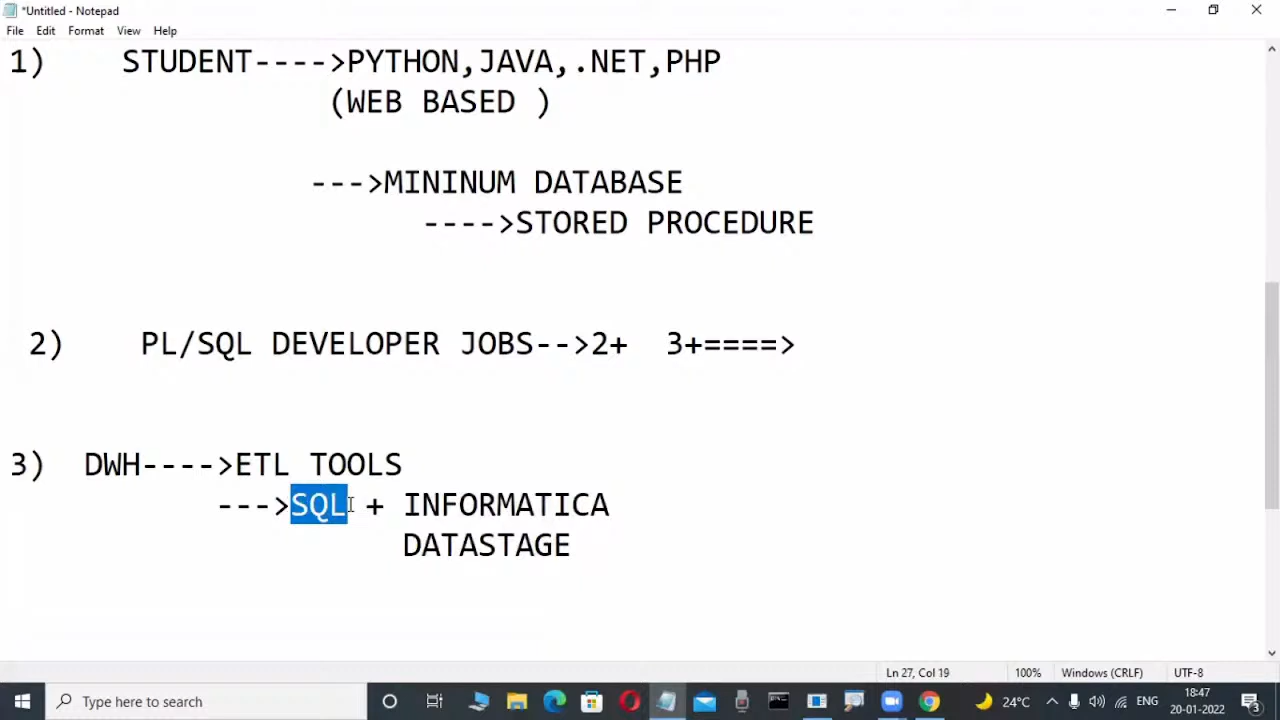 *Untitled - Notepad
File Edit Format View Help
1) STUDENT---->PYTHON,JAVA,.NET,PHP
(WEB BASED )
--->MININUM DATABASE
---->STORED PROCEDURE
2) PL/SQL DEVELOPER JOBS-->2+ 3+====>
3) DWH---->ETL TOOLS
--->SQL + INFORMATICA
DATASTAGE
Ln 27, Col 19 100% Windows (CRLF) UTF-8
Type here to search 24°C ENG 18:47
20-01-2022 3